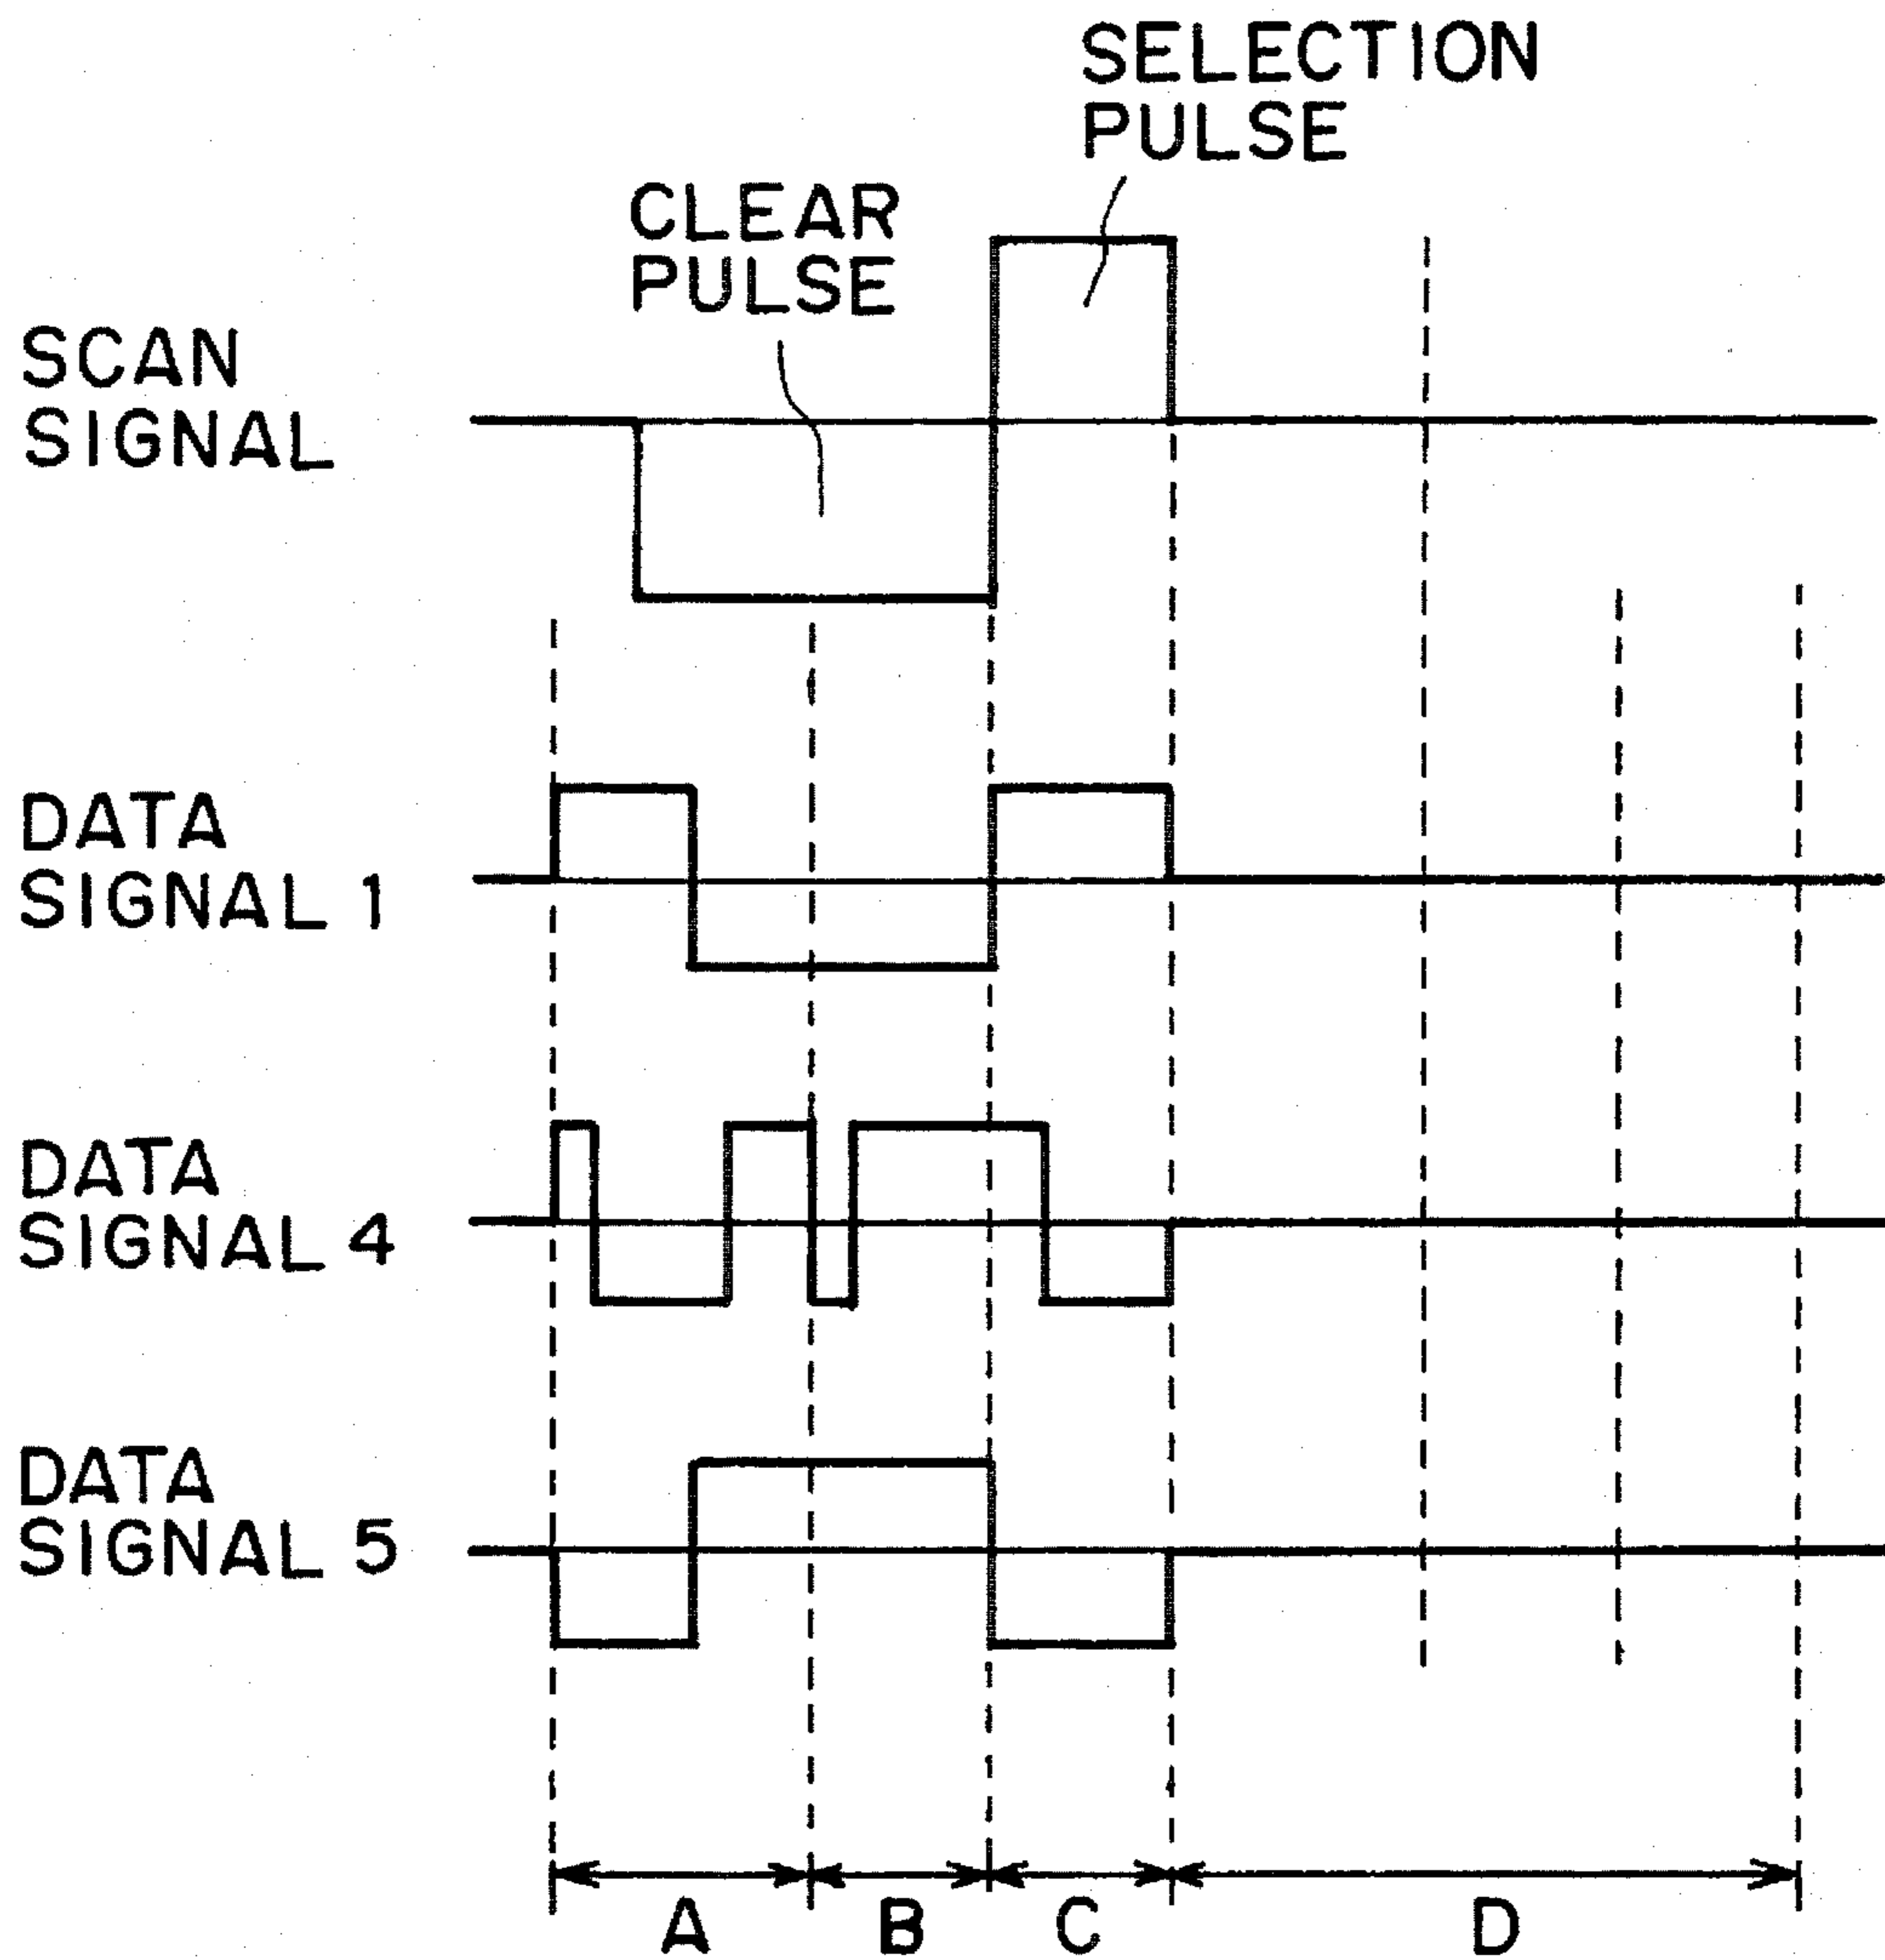 SELECTION
PULSE
CLEAR
PULSE
SCAN
SIGNAL
DATA
SIGNAL 1
DATA
SIGNAL 4
DATA
SIGNAL 5
A B C D